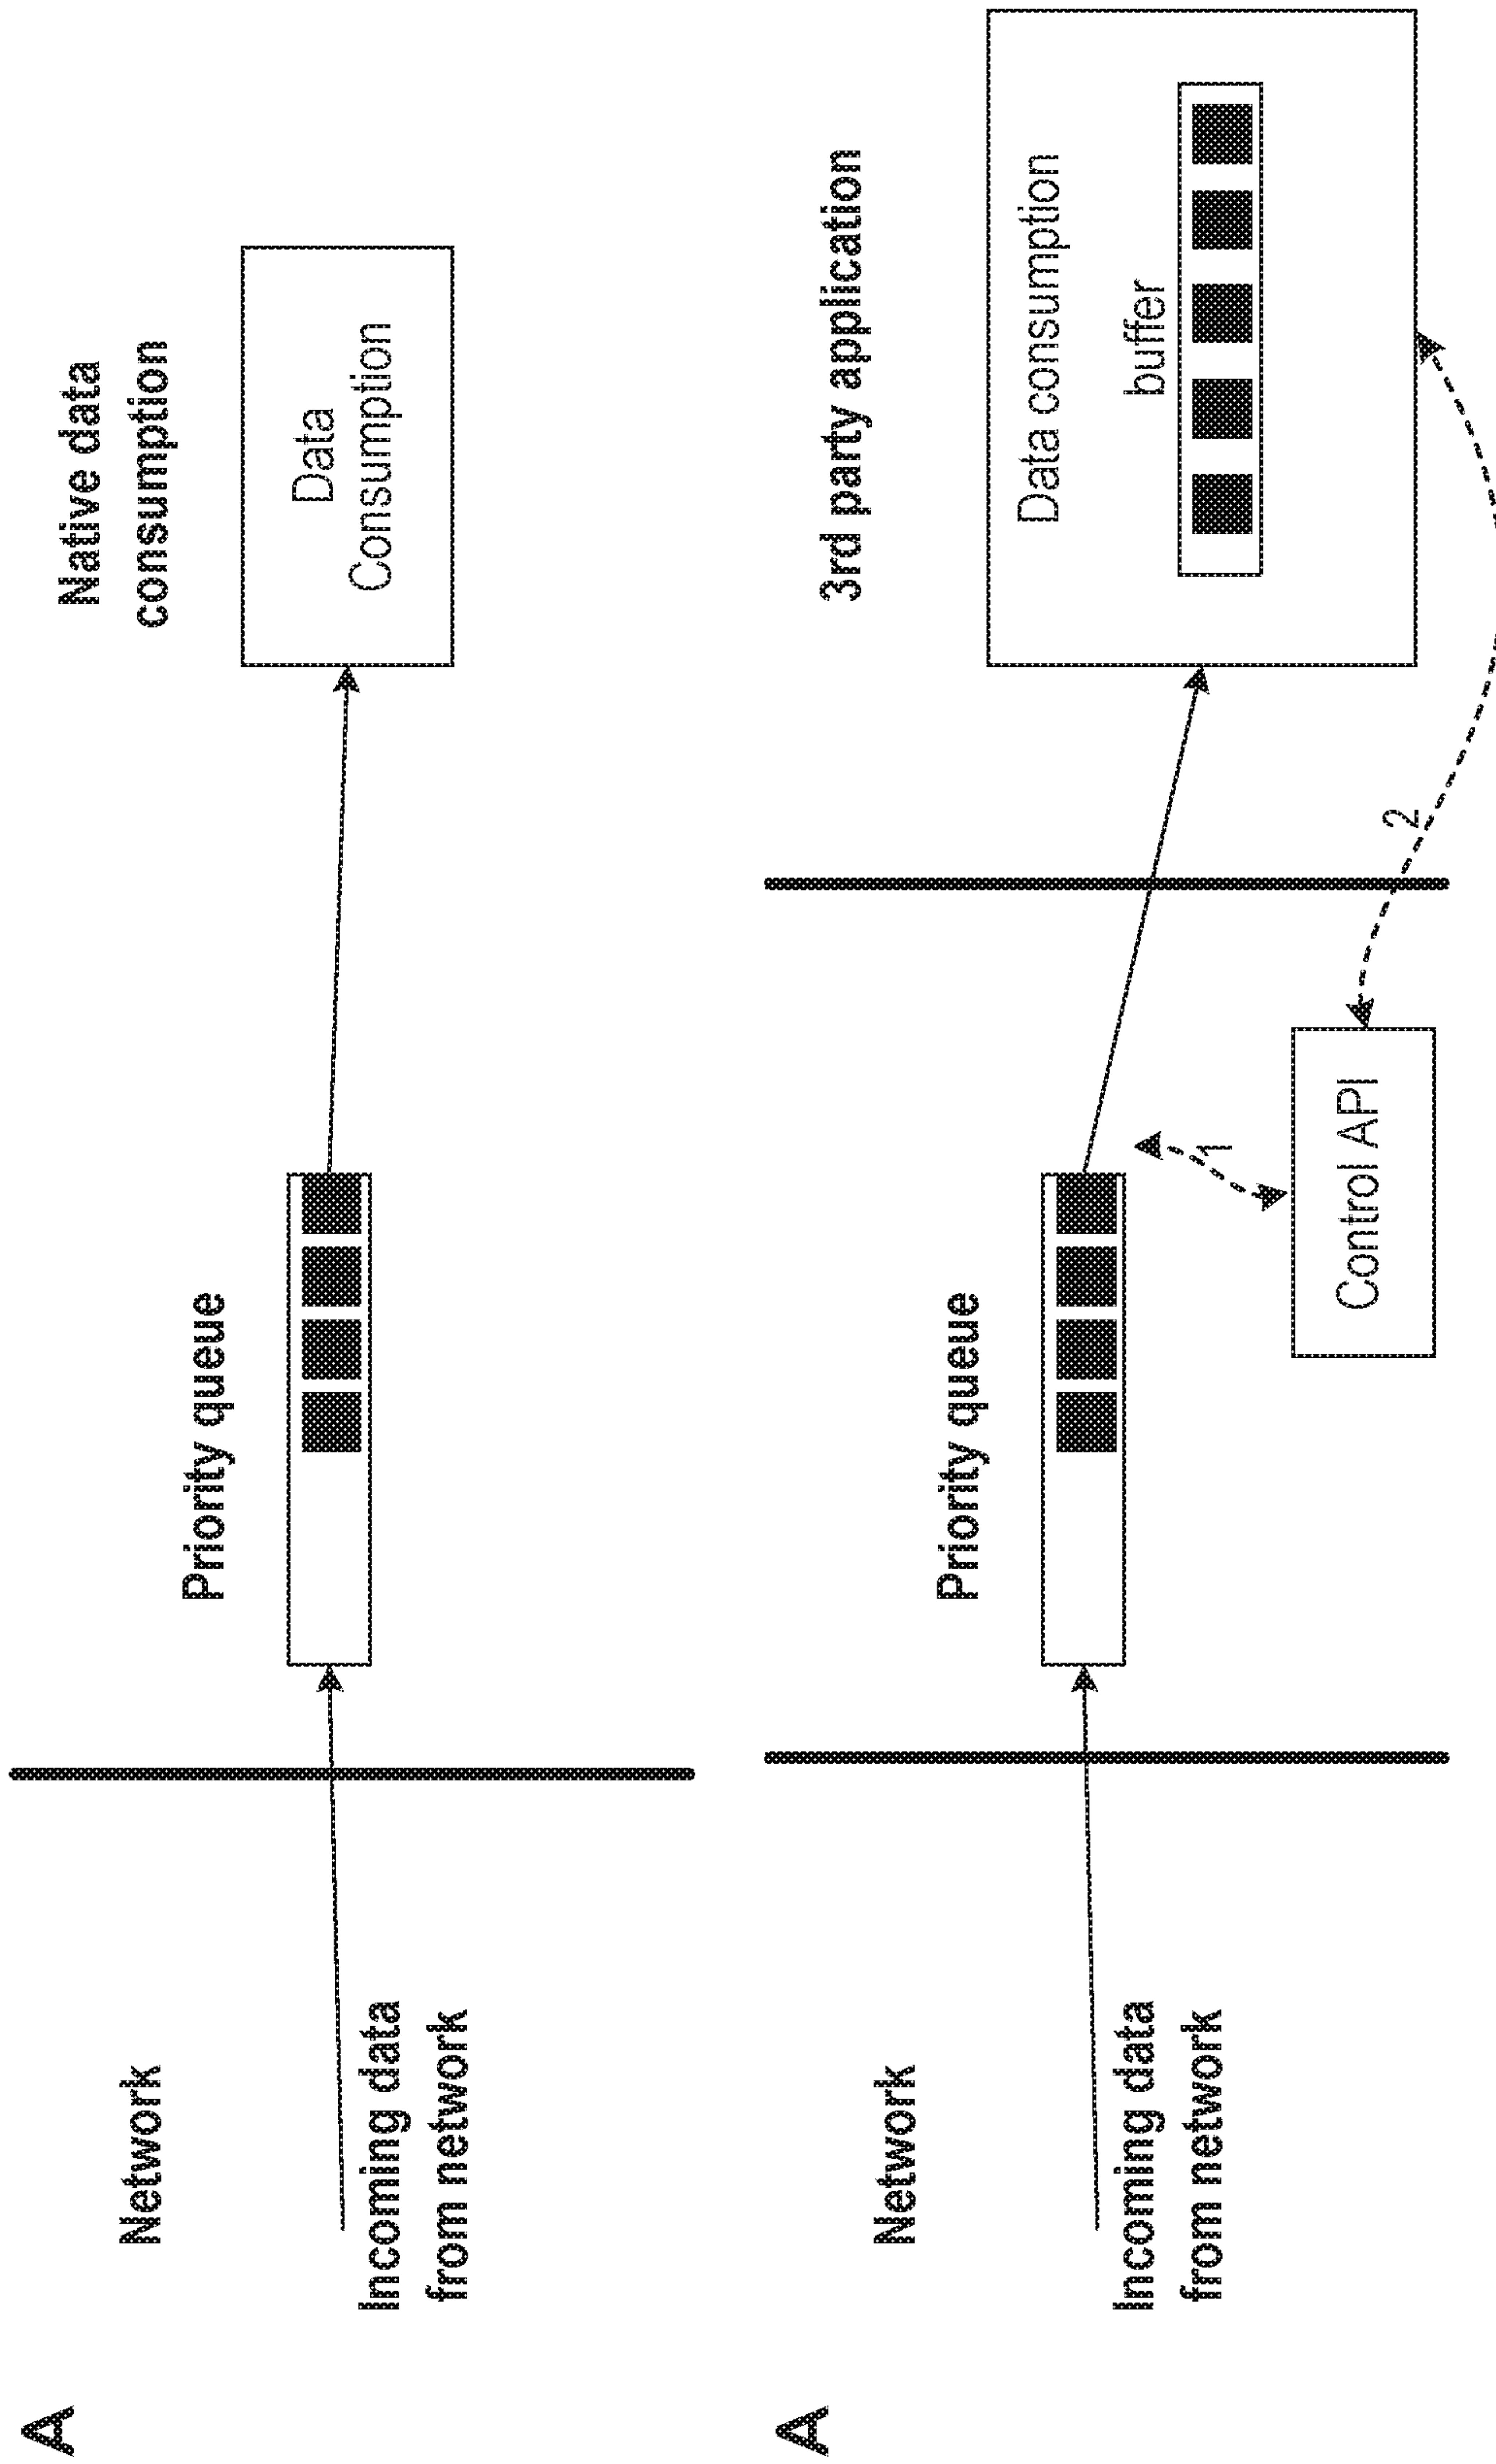 A
Network
Incoming data
from network
Priority queue
Native data
consumption
Data
Consumption
A
Network
Incoming data
from network
Priority queue
1
Control API
2
3rd party application
Data consumption
buffer